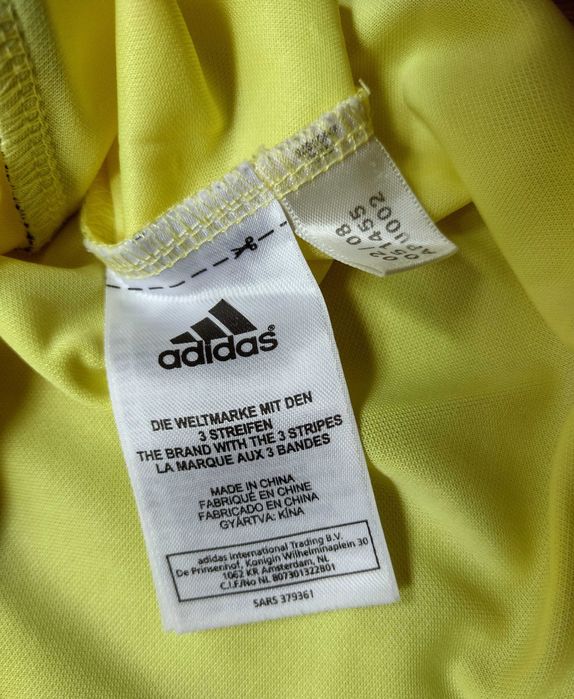 adidas®
DIE WELTMARKE MIT DEN
3 STREIFEN
THE BRAND WITH THE 3 STRIPES
LA MARQUE AUX 3 BANDES
MADE IN CHINA
FABRIQUÉ EN CHINE
FABRICADO EN CHINA
GYÁRTVA: KÍNA
adidas International Trading B.V.
De Prinsenhof, Konigin Wilhelminaplein 30
1062 KR Amsterdam, NL
C.I.F./No NL 807301322B01
SARS 379361
02/08
051455
APU002